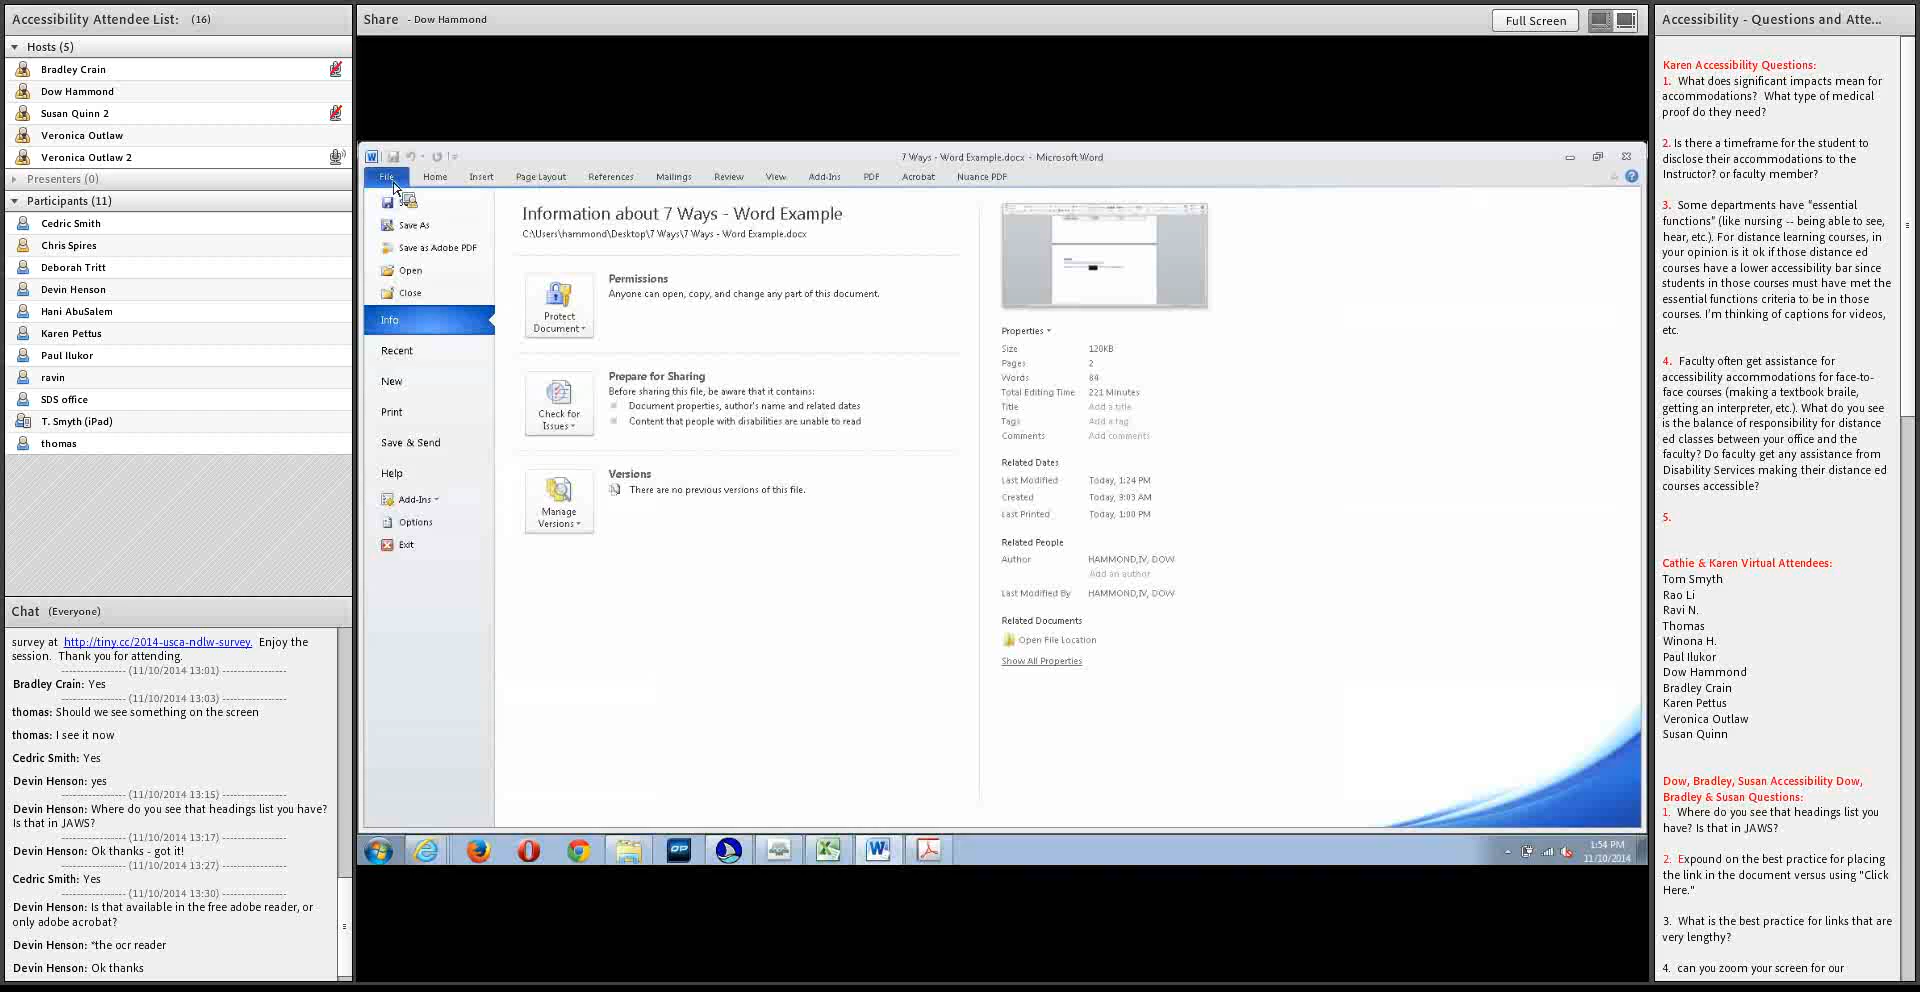 Accessibility Attendee List: (16)
Hosts (5)
Bradley Crain
Dow Hammond
Susan Quinn 2
Veronica Outlaw
Veronica Outlaw 2
Presenters (0)
Participants (11)
Cedric Smith
Chris Spires
Deborah Tritt
Devin Henson
Hani AbuSalem
Karen Pettus
Paul Ilukor
ravin
SDS office
T. Smyth (iPad)
thomas
Chat (Everyone)
survey at http://tiny.cc/2014-usca-ndlw-survey. Enjoy the
session. Thank you for attending.
------------------ (11/10/2014 13:01) ------------------
Bradley Crain: Yes
------------------ (11/10/2014 13:03) ------------------
thomas: Should we see something on the screen
thomas: I see it now
Cedric Smith: Yes
Devin Henson: yes
------------------ (11/10/2014 13:15) ------------------
Devin Henson: Where do you see that headings list you have?
Is that in JAWS?
------------------ (11/10/2014 13:17) ------------------
Devin Henson: Ok thanks - got it!
------------------ (11/10/2014 13:27) ------------------
Cedric Smith: Yes
------------------ (11/10/2014 13:30) ------------------
Devin Henson: Is that available in the free adobe reader, or
only adobe acrobat?
Devin Henson: *the ocr reader
Devin Henson: Ok thanks
Share - Dow Hammond
Full Screen
7 Ways - Word Example.docx - Microsoft Word
File Home Insert Page Layout References Mailings Review View Add-Ins PDF Acrobat Nuance PDF
Save As
Save as Adobe PDF
Open
Close
Info
Recent
New
Print
Save & Send
Help
Add-Ins
Options
Exit
Information about 7 Ways - Word Example
C:\Users\hammond\Desktop\7 Ways\7 Ways - Word Example.docx
Protect
Document
Permissions
Anyone can open, copy, and change any part of this document.
Check for
Issues
Prepare for Sharing
Before sharing this file, be aware that it contains:
Document properties, author's name and related dates
Content that people with disabilities are unable to read
Manage
Versions
Versions
There are no previous versions of this file.
Properties
Size 120KB
Pages 2
Words 84
Total Editing Time 221 Minutes
Title Add a title
Tags Add a tag
Comments Add comments
Related Dates
Last Modified Today, 1:24 PM
Created Today, 9:03 AM
Last Printed Today, 1:00 PM
Related People
Author HAMMOND,IV, DOW
Add an author
Last Modified By HAMMOND,IV, DOW
Related Documents
Open File Location
Show All Properties
1:54 PM
11/10/2014
Accessibility - Questions and Atte...
Karen Accessibility Questions:
1. What does significant impacts mean for
accommodations? What type of medical
proof do they need?
2. Is there a timeframe for the student to
disclose their accommodations to the
Instructor? or faculty member?
3. Some departments have "essential
functions" (like nursing -- being able to see,
hear, etc.). For distance learning courses, in
your opinion is it ok if those distance ed
courses have a lower accessibility bar since
students in those courses must have met the
essential functions criteria to be in those
courses. I'm thinking of captions for videos,
etc.
4. Faculty often get assistance for
accessibility accommodations for face-to-
face courses (making a textbook braile,
getting an interpreter, etc.). What do you see
is the balance of responsibility for distance
ed classes between your office and the
faculty? Do faculty get any assistance from
Disability Services making their distance ed
courses accessible?
5.
Cathie & Karen Virtual Attendees:
Tom Smyth
Rao Li
Ravi N.
Thomas
Winona H.
Paul Ilukor
Dow Hammond
Bradley Crain
Karen Pettus
Veronica Outlaw
Susan Quinn
Dow, Bradley, Susan Accessibility Dow,
Bradley & Susan Questions:
1. Where do you see that headings list you
have? Is that in JAWS?
2. Expound on the best practice for placing
the link in the document versus using "Click
Here."
3. What is the best practice for links that are
very lengthy?
4. can you zoom your screen for our